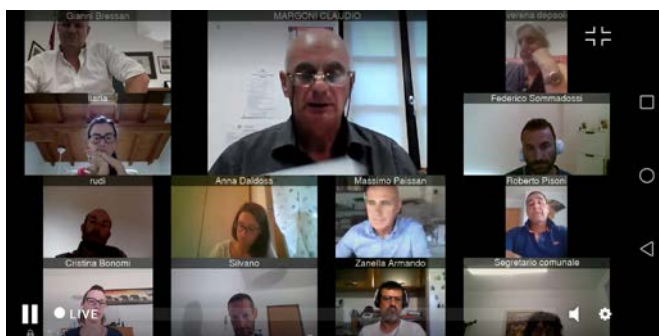 Gianni Bressan
MARGONI CLAUDIO
verena depaoli
Ilaria
Federico Sommadossi
rudi
Anna Daldoss
Massimo Paissan
Roberto Pisoni
Cristina Bonomi
Silvano
Zanella Armando
Segretario comunale
LIVE